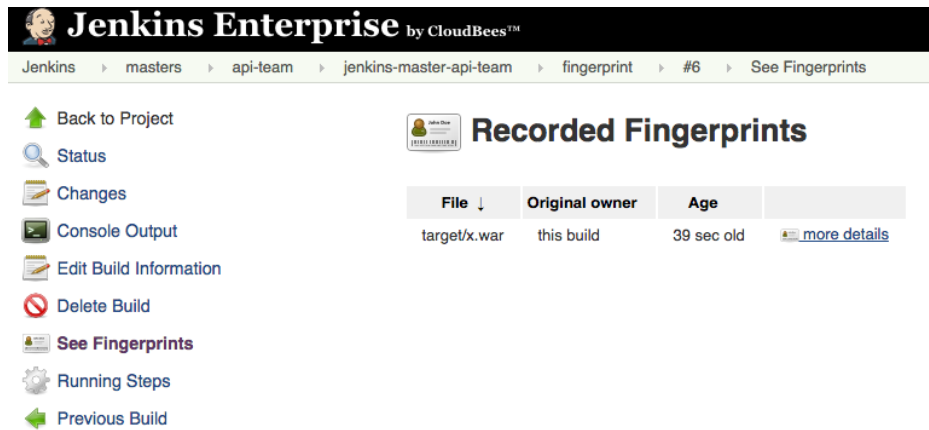 Jenkins Enterprise by CloudBees™
Jenkins masters api-team jenkins-master-api-team fingerprint #6 See Fingerprints
Back to Project
Status
Changes
Console Output
Edit Build Information
Delete Build
See Fingerprints
Running Steps
Previous Build
Recorded Fingerprints
File ↓ Original owner Age
target/x.war this build 39 sec old more details